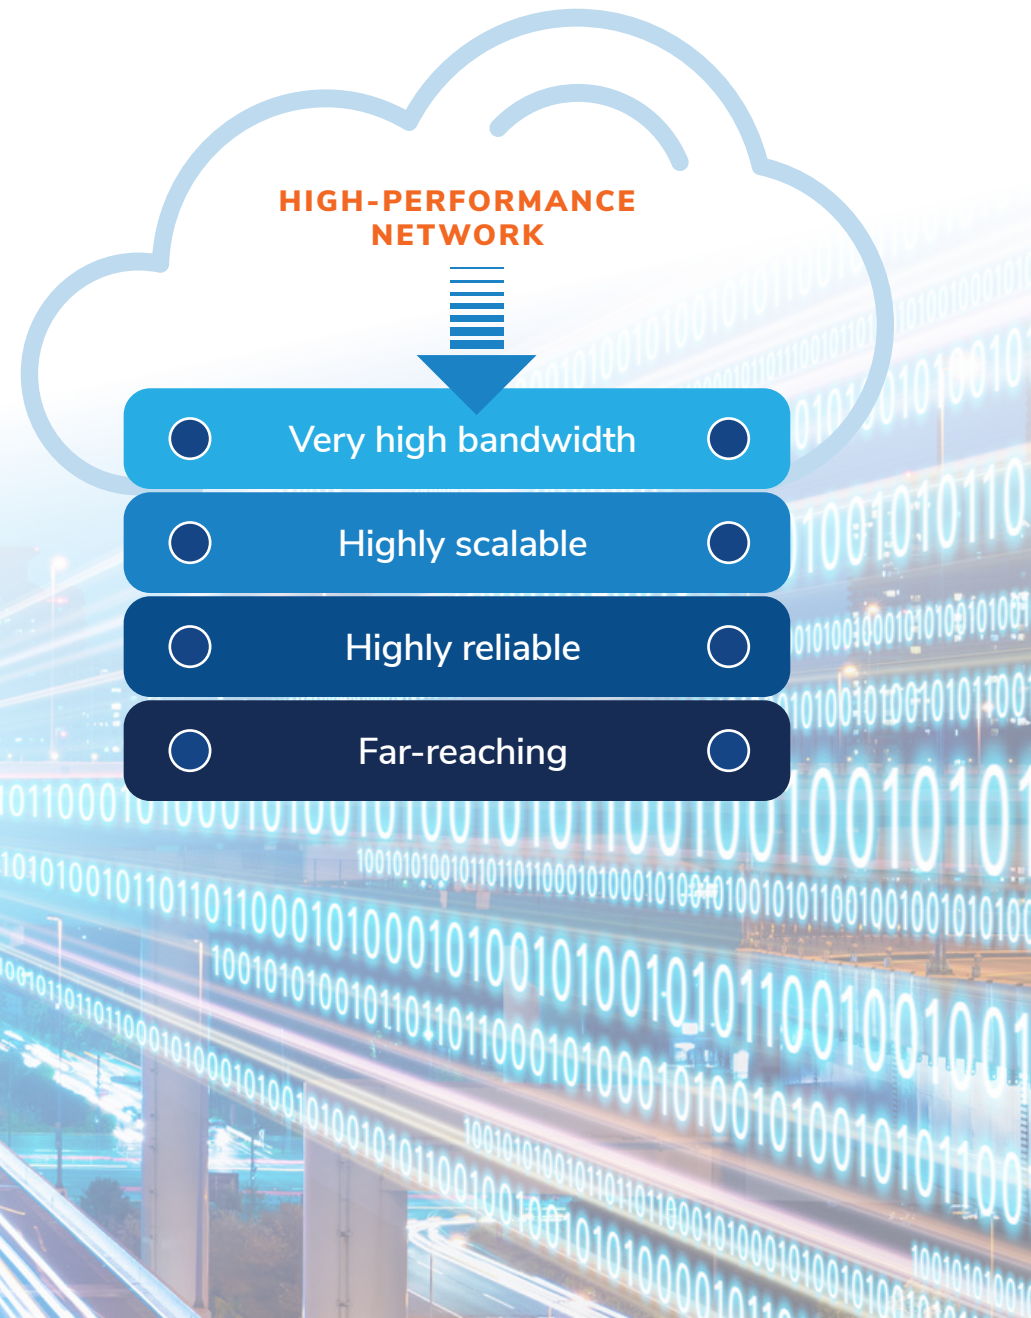 HIGH-PERFORMANCE
NETWORK
Very high bandwidth
Highly scalable
Highly reliable
Far-reaching